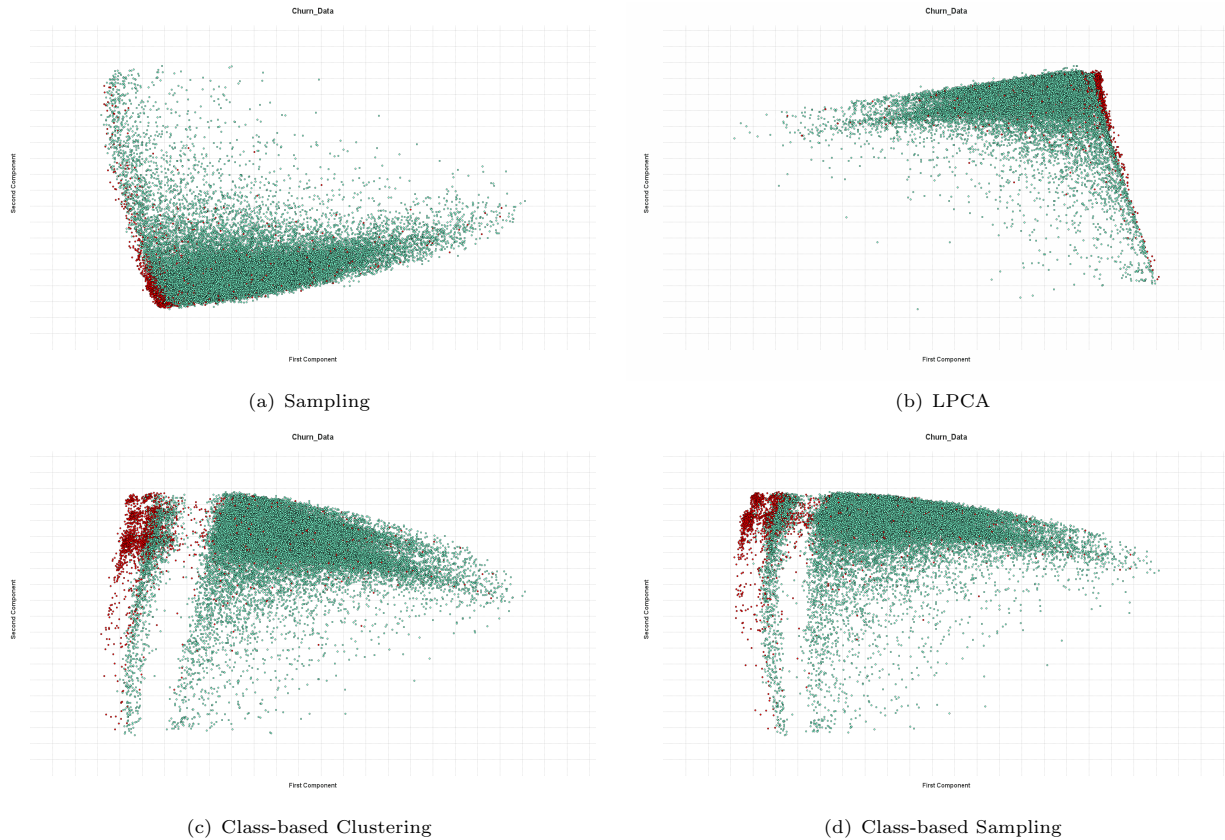 Churn_Data
Second Component
First Component
(a) Sampling
Churn_Data
Second Component
First Component
(b) LPCA
Churn_Data
Second Component
First Component
(c) Class-based Clustering
Churn_Data
Second Component
First Component
(d) Class-based Sampling